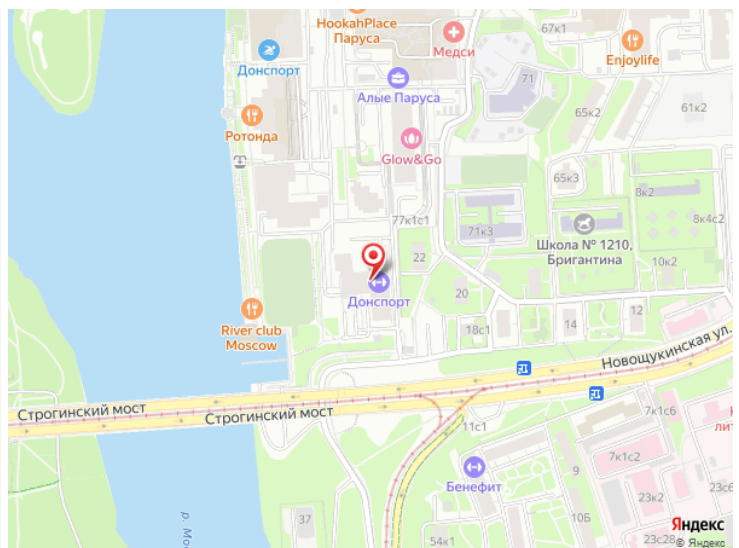 HookahPlace
Паруса
67к1
Медси
Enjoylife
Донспорт
71
Алые Паруса
65к2
61к2
Ротонда
Glow&Go
65к3
8к2
77к1с1
71к3
8к4с2
Школа № 1210,
Бригантина
22
10к2
20
Донспорт
12
River club
Moscow
18с1
14
Новощукинская ул.
Строгинский мост
Строгинский мост
7к1с6
11с1
лит
7к1с2
9
Бенефит
23с6
23к2
10Б
37
Яндекс
р. Мо
54к1
23с28
© Яндекс